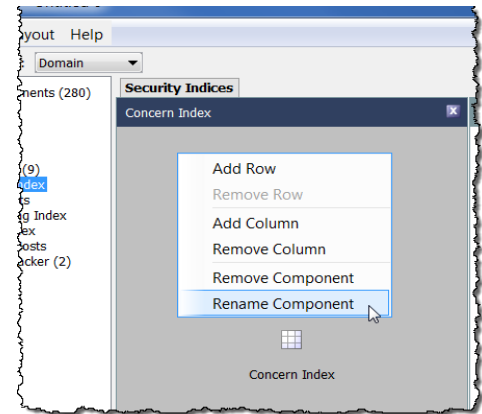 yout Help
Domain
nents (280)
Security Indices
Concern Index
(9)
dex
ts
g Index
ex
osts
acker (2)
Add Row
Remove Row
Add Column
Remove Column
Remove Component
Rename Component
Concern Index